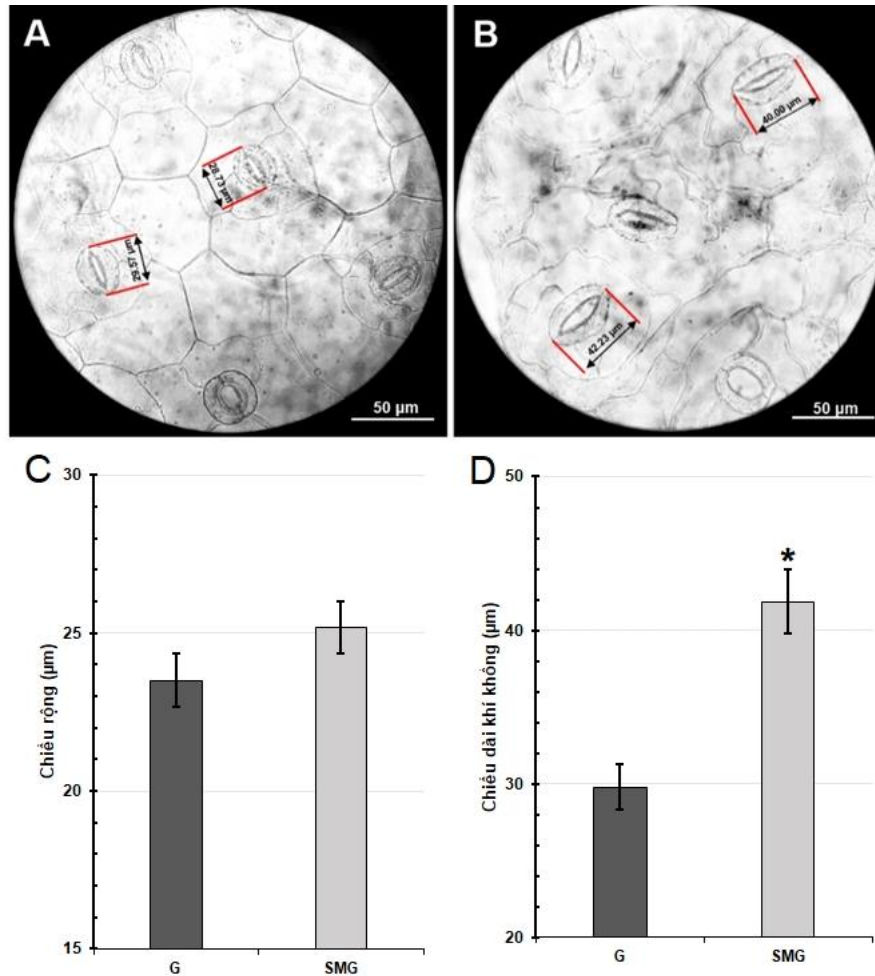 A
28.73 µm
29.57 µm
50 µm
B
40.00 µm
42.23 µm
50 µm
C
30
25
20
15
Chiều rộng (µm)
G
SMG
D
50
40
30
20
Chiều dài khí khổng (µm)
*
G
SMG